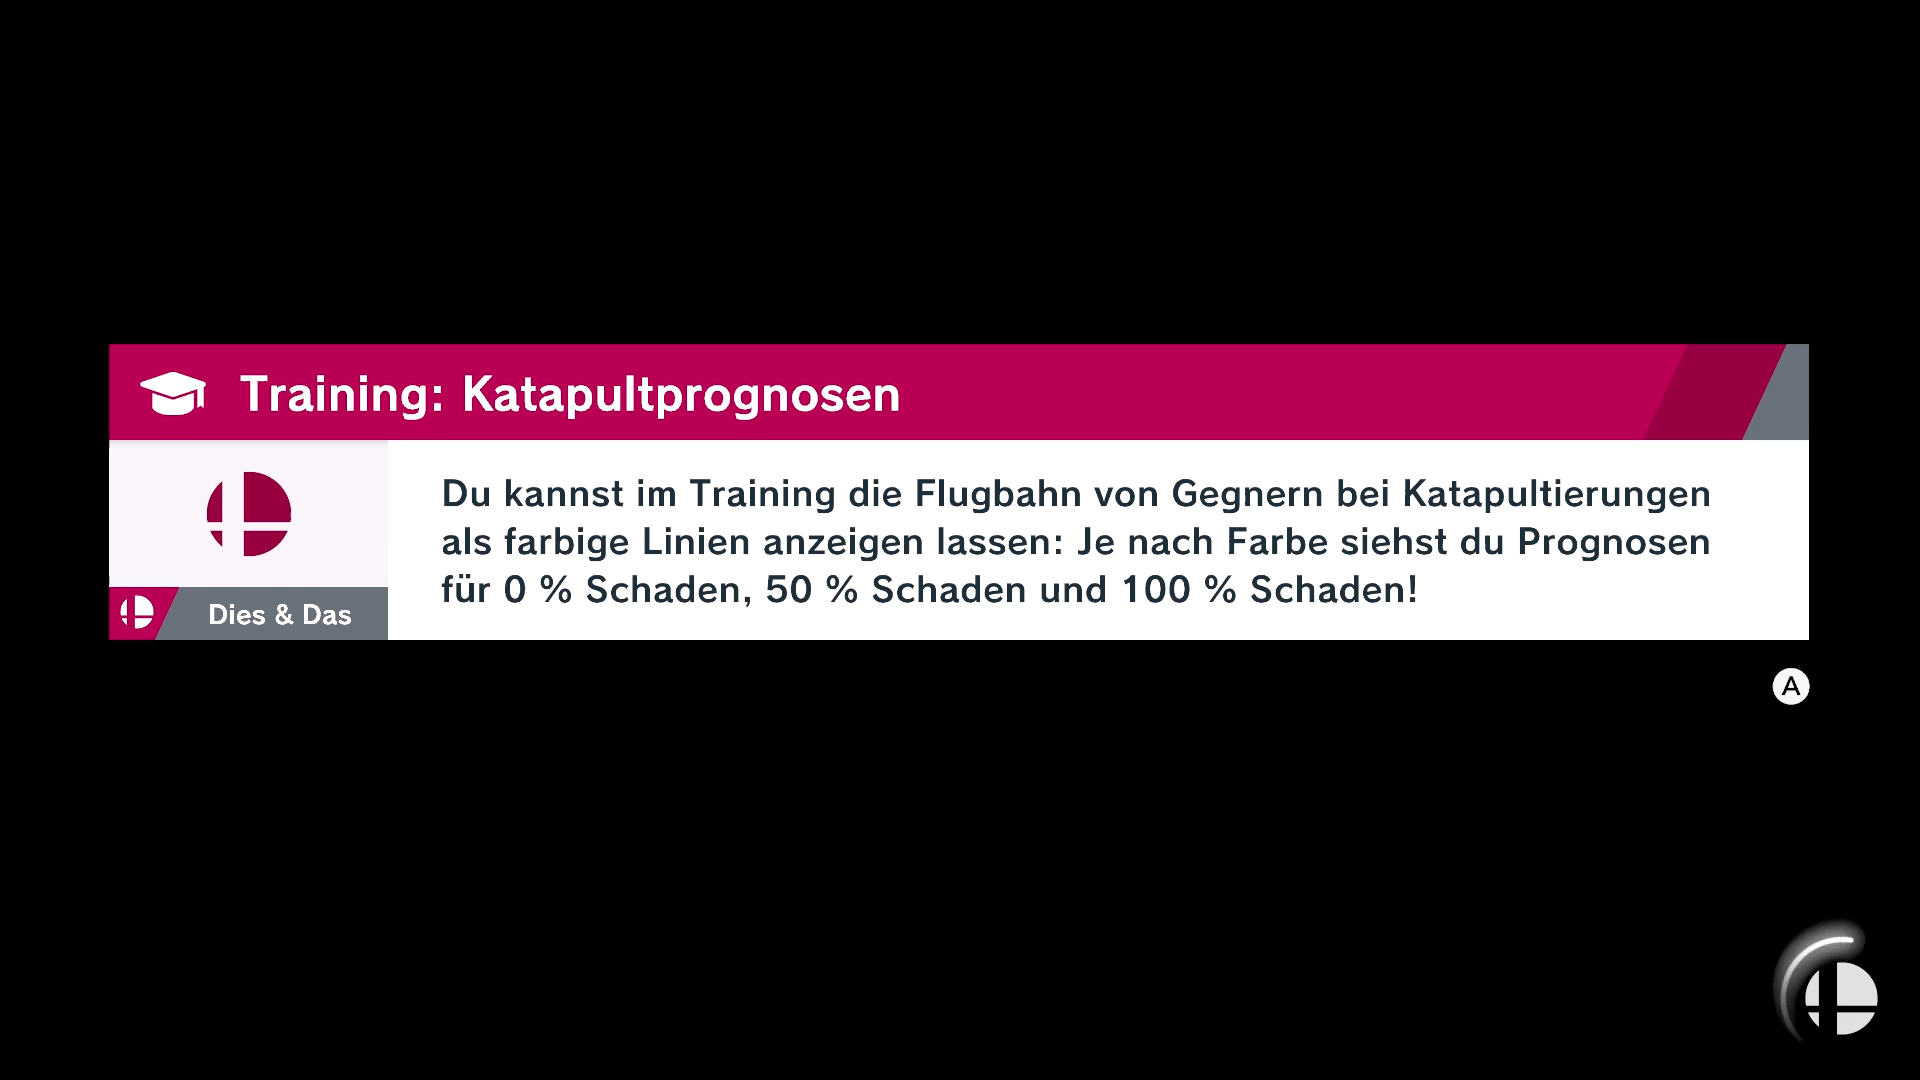 Training: Katapultprognosen
Du kannst im Training die Flugbahn von Gegnern bei Katapultierungen
als farbige Linien anzeigen lassen: Je nach Farbe siehst du Prognosen
für 0 % Schaden, 50 % Schaden und 100 % Schaden!
Dies & Das
A